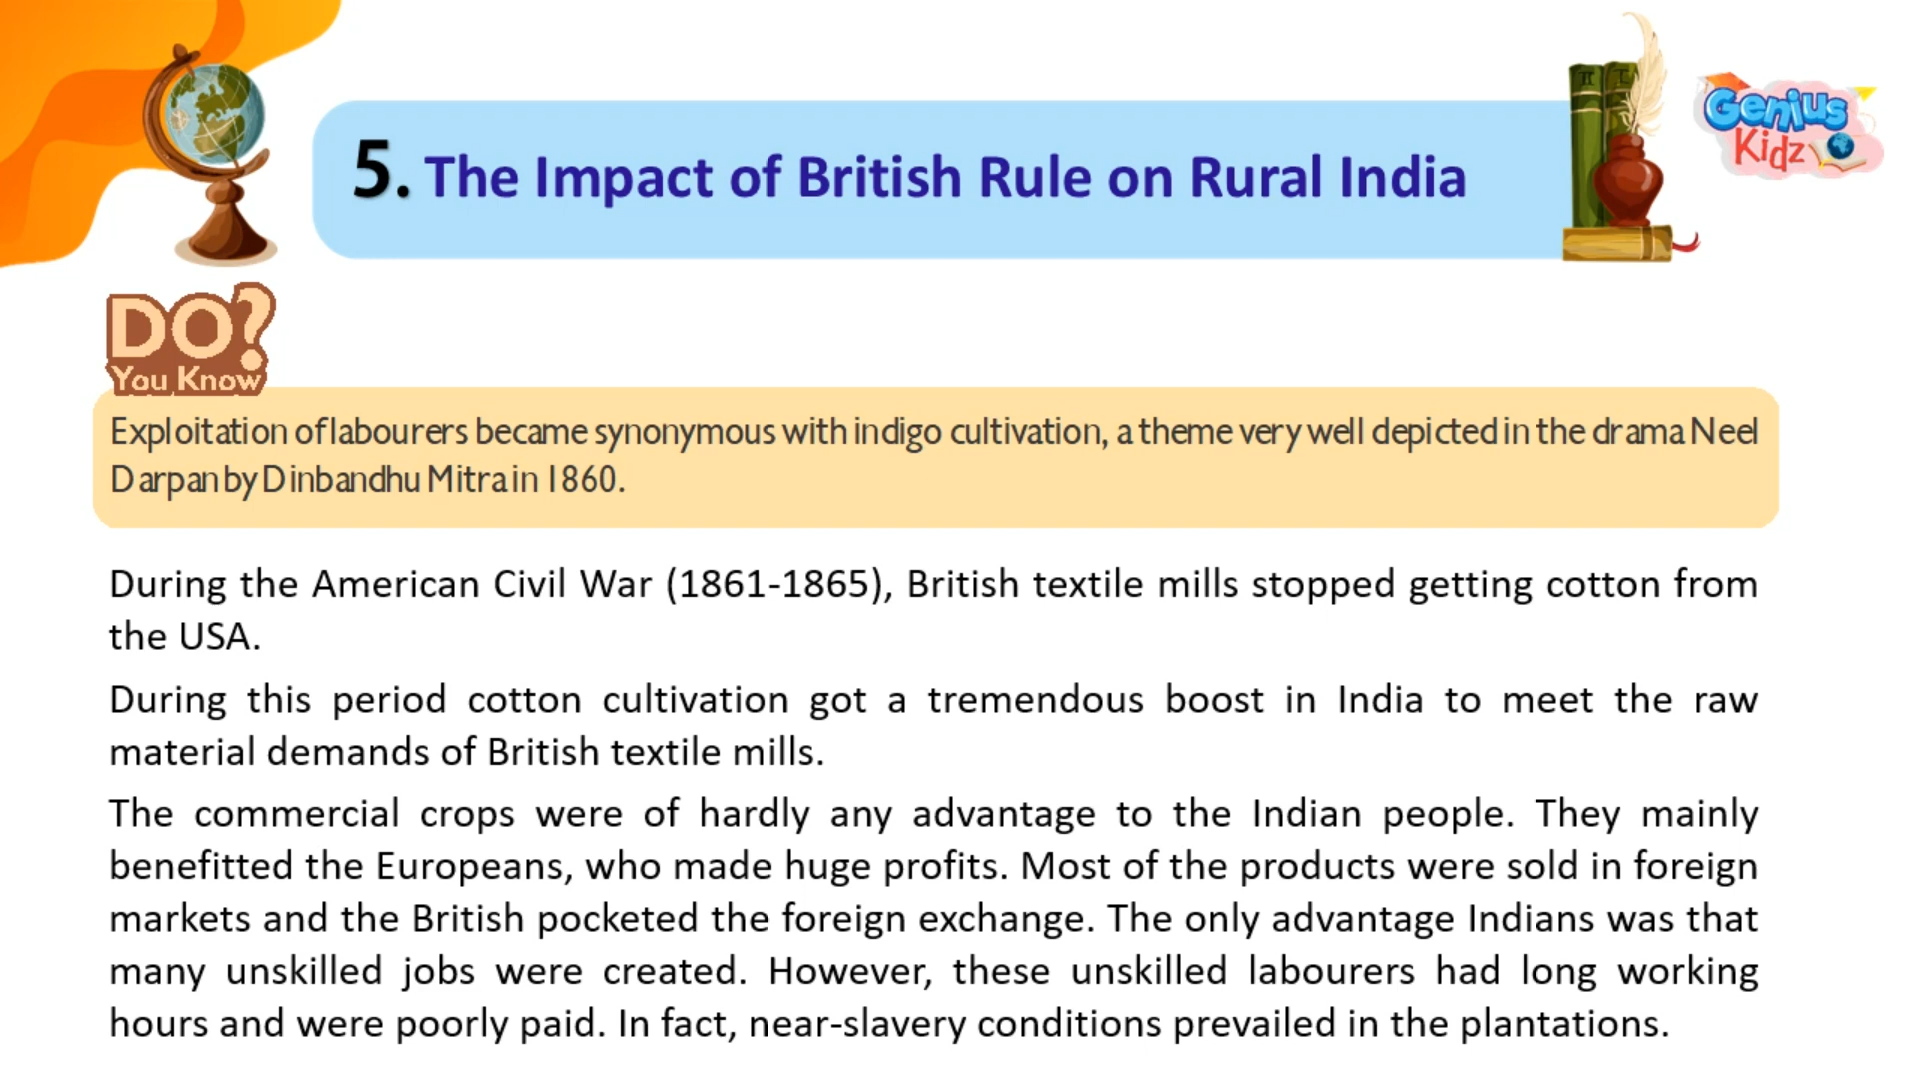 Genius
Kidz
5. The Impact of British Rule on Rural India
DO?
You Know
Exploitation of labourers became synonymous with indigo cultivation, a theme very well depicted in the drama Neel
Darpan by Dinbandhu Mitra in 1860.
During the American Civil War (1861-1865), British textile mills stopped getting cotton from
the USA.
During this period cotton cultivation got a tremendous boost in India to meet the raw
material demands of British textile mills.
The commercial crops were of hardly any advantage to the Indian people. They mainly
benefitted the Europeans, who made huge profits. Most of the products were sold in foreign
markets and the British pocketed the foreign exchange. The only advantage Indians was that
many unskilled jobs were created. However, these unskilled labourers had long working
hours and were poorly paid. In fact, near-slavery conditions prevailed in the plantations.